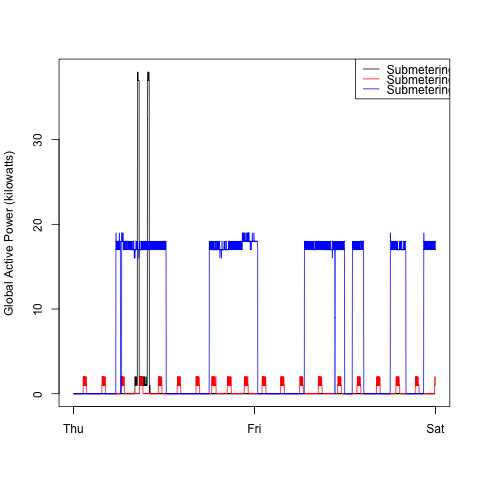 Submetering
Submetering
Submetering
Global Active Power (kilowatts)
30
20
10
0
Thu Fri Sat